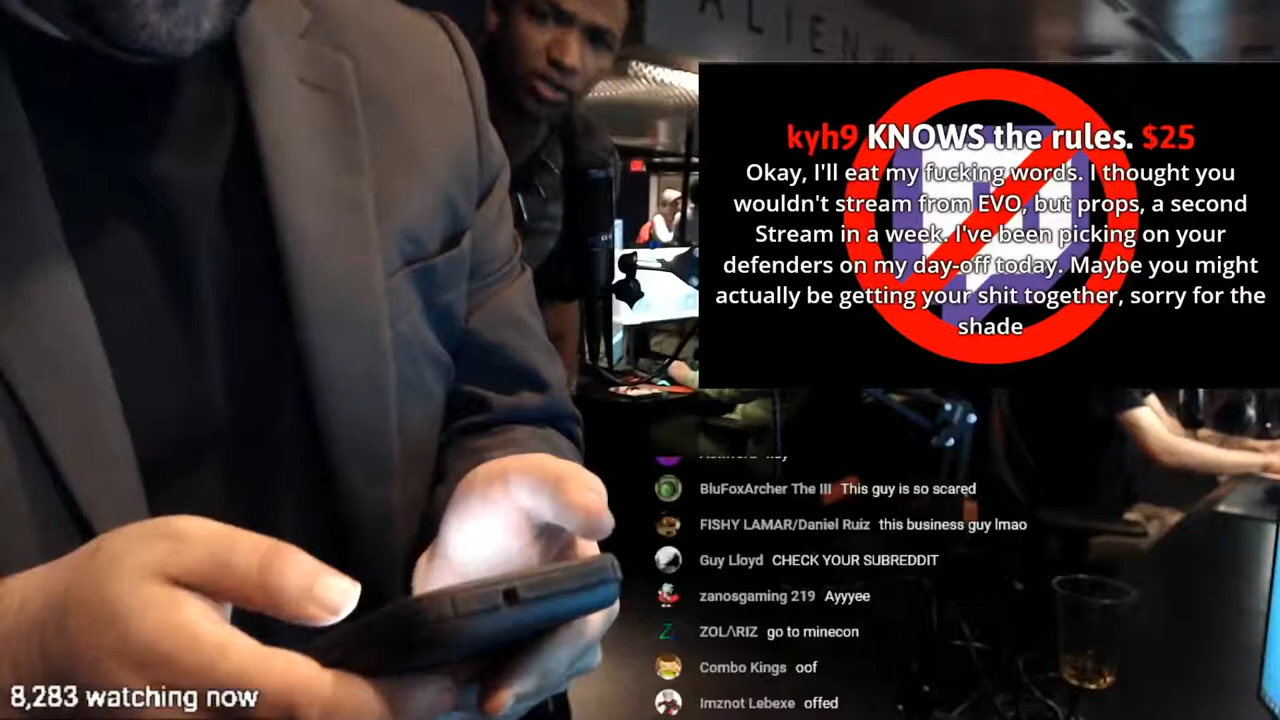 ALIENW
kyh9 KNOWS the rules. $25
Okay, I'll eat my fucking words. I thought you
wouldn't stream from EVO, but props, a second
Stream in a week. I've been picking on your
defenders on my day-off today. Maybe you might
actually be getting your shit together, sorry for the
shade
BluFoxArcher The III This guy is so scared
FISHY LAMAR/Daniel Ruiz this business guy lmao
Guy Lloyd CHECK YOUR SUBREDDIT
zanosgaming 219 Ayyyee
ZOLΛRIZ go to minecon
Combo Kings oof
Imznot Lebexe offed
8,283 watching now